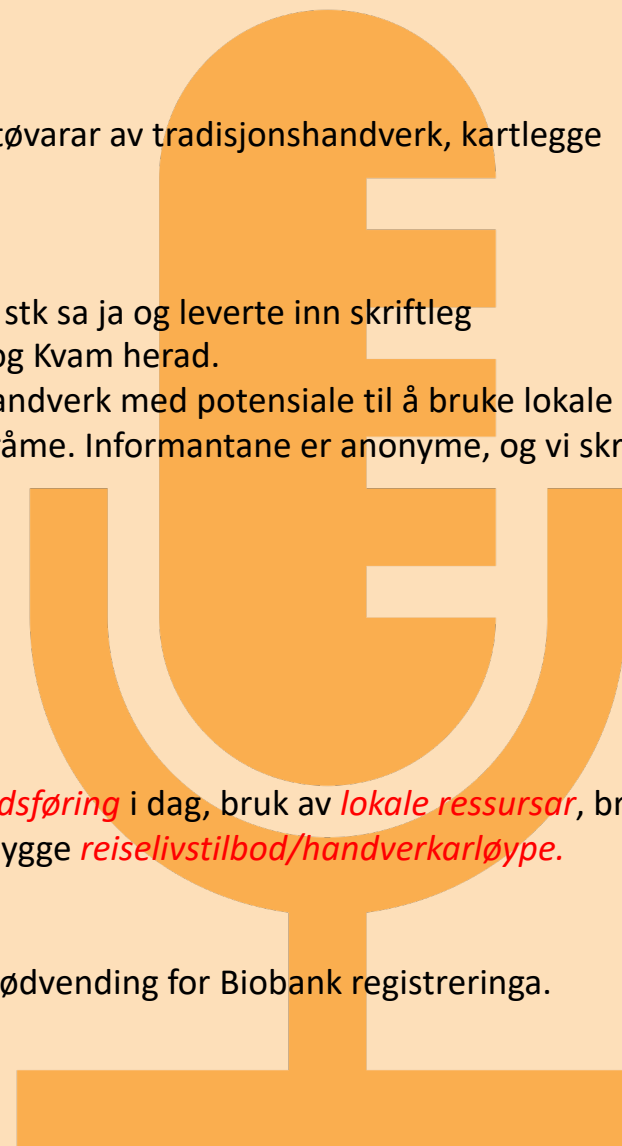 tøvarar av tradisjonshandverk, kartlegge
stk sa ja og leverte inn skriftleg
og Kvam herad.
andverk med potensiale til å bruke lokale
åme. Informantane er anonyme, og vi skr
dsføring i dag, bruk av lokale ressursar, br
ygge reiselivstilbod/handverkarløype.
ødvending for Biobank registreringa.